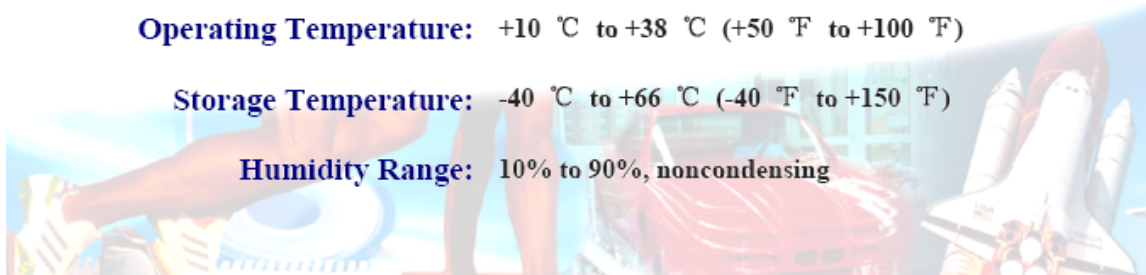 Operating Temperature: +10 ℃ to +38 ℃ (+50 ℉ to +100 ℉)
Storage Temperature: -40 ℃ to +66 ℃ (-40 ℉ to +150 ℉)
Humidity Range: 10% to 90%, noncondensing
USA